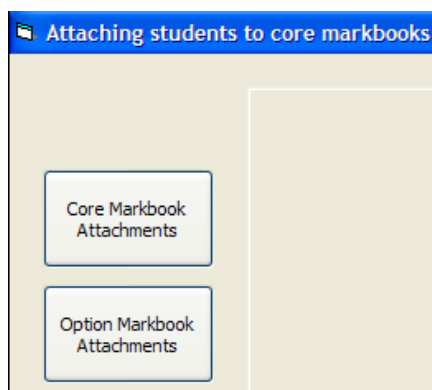 Attaching students to core markbooks
Core Markbook
Attachments
Option Markbook
Attachments